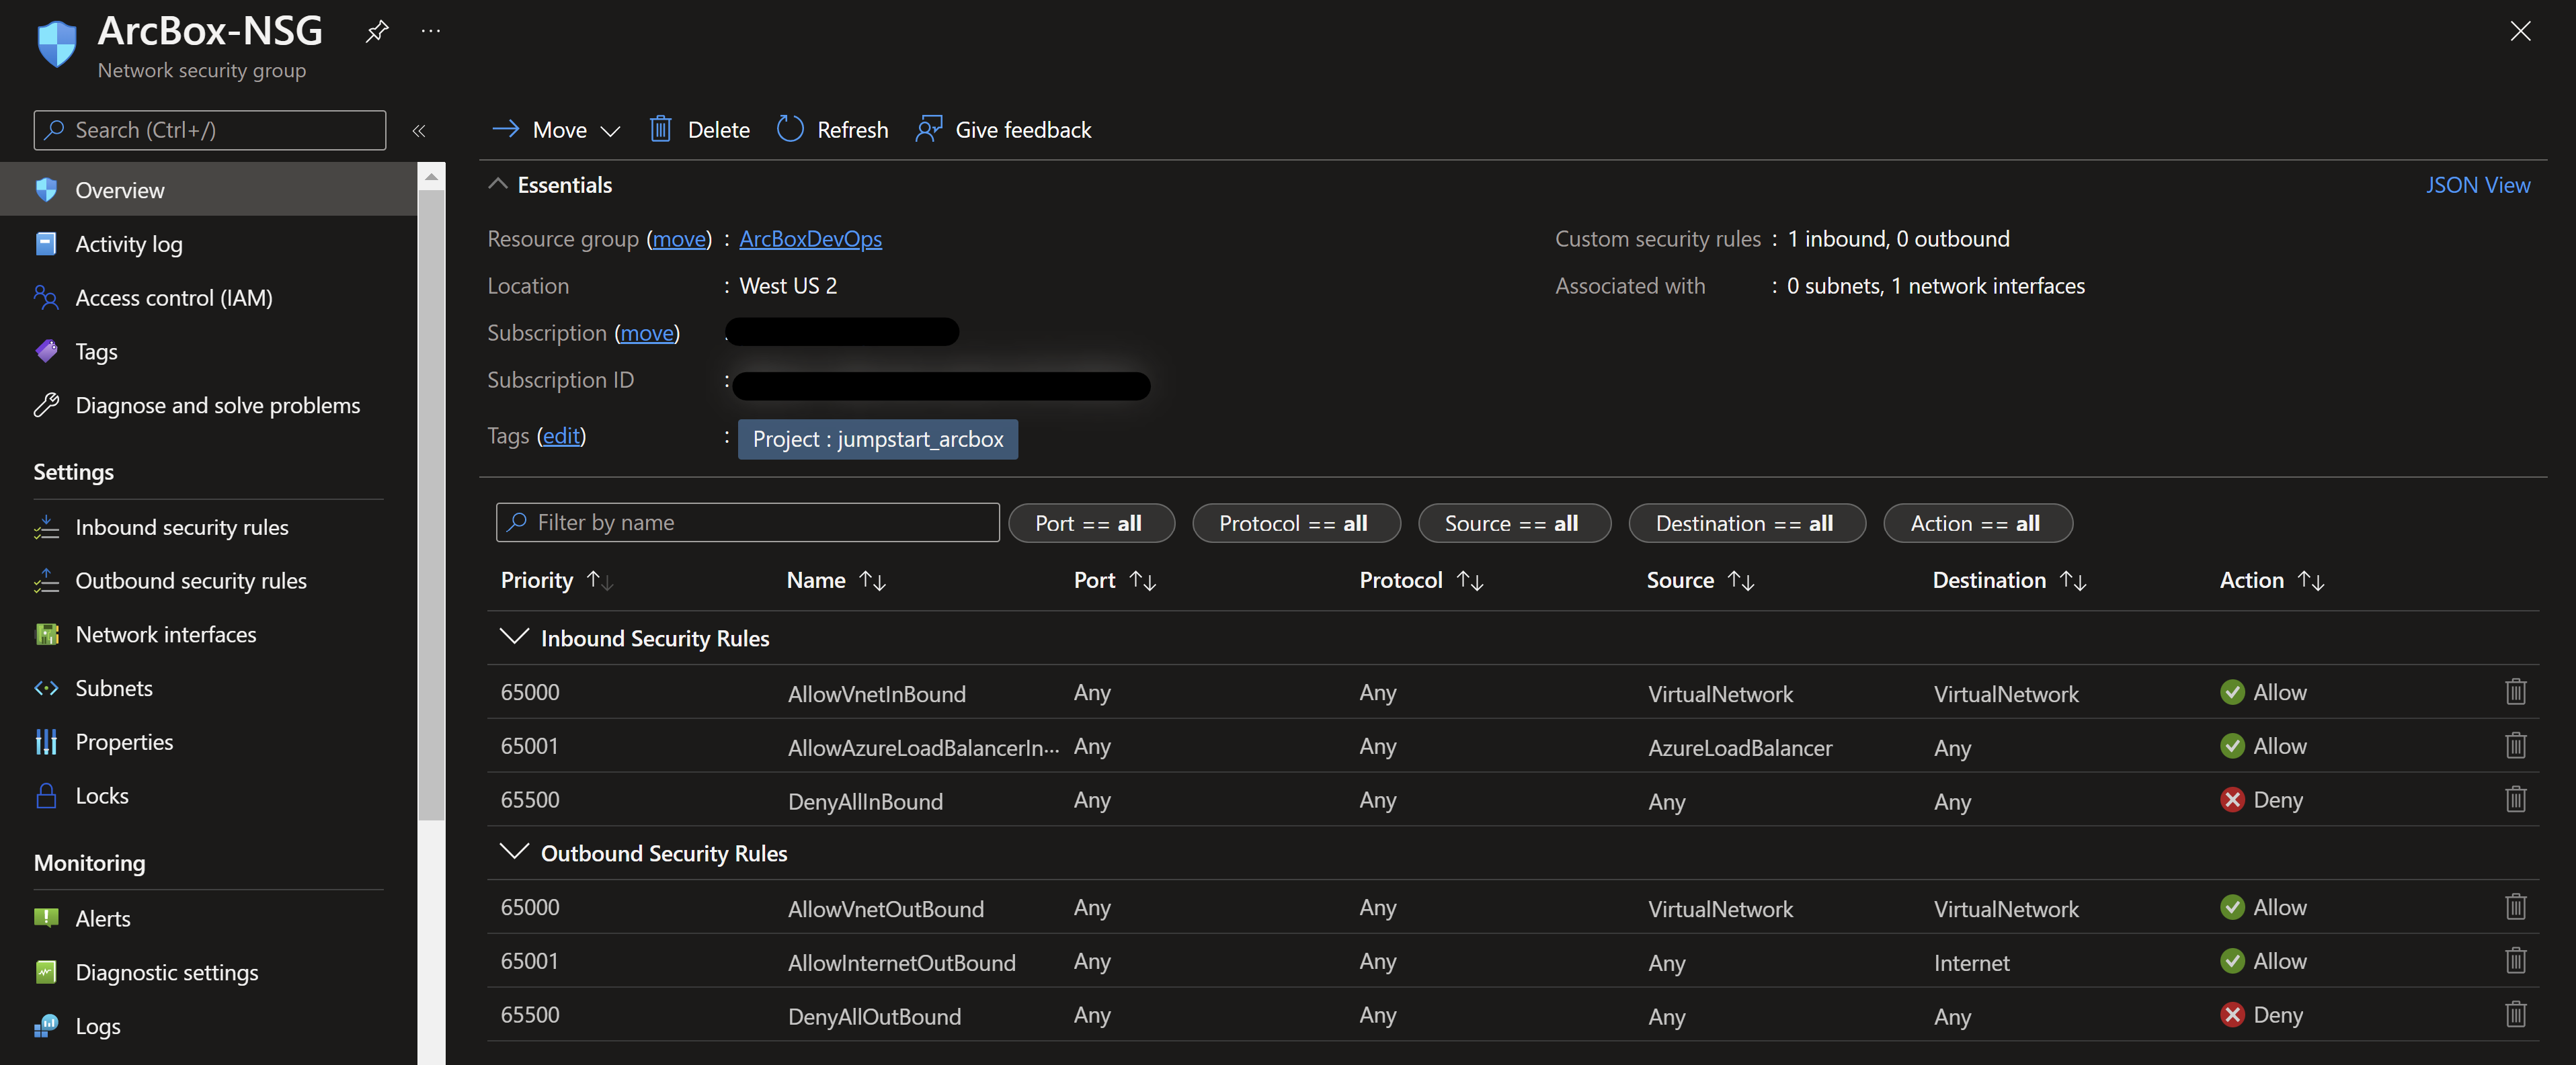 ArcBox-NSG
Network security group
Search (Ctrl+/)
Overview
Activity log
Access control (IAM)
Tags
Diagnose and solve problems
Settings
Inbound security rules
Outbound security rules
Network interfaces
Subnets
Properties
Locks
Monitoring
Alerts
Diagnostic settings
Logs
Move Delete Refresh Give feedback
Essentials JSON View
Resource group (move) : ArcBoxDevOps
Location : West US 2
Subscription (move) :
Subscription ID :
Tags (edit) : Project : jumpstart_arcbox
Custom security rules : 1 inbound, 0 outbound
Associated with : 0 subnets, 1 network interfaces
Filter by name Port == all Protocol == all Source == all Destination == all Action == all
Priority Name Port Protocol Source Destination Action
Inbound Security Rules
65000 AllowVnetInBound Any Any VirtualNetwork VirtualNetwork Allow
65001 AllowAzureLoadBalancerIn··· Any Any AzureLoadBalancer Any Allow
65500 DenyAllInBound Any Any Any Any Deny
Outbound Security Rules
65000 AllowVnetOutBound Any Any VirtualNetwork VirtualNetwork Allow
65001 AllowInternetOutBound Any Any Any Internet Allow
65500 DenyAllOutBound Any Any Any Any Deny